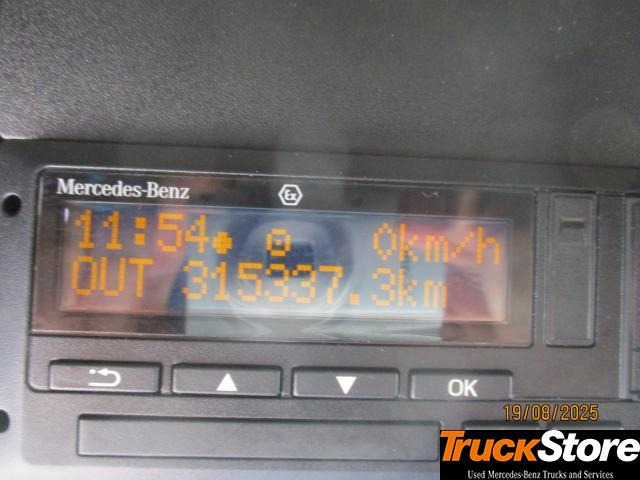 Mercedes-Benz
Ex
11:54 0km/h
OUT 315337.3km
OK
19/08/2025
TruckStore
Used Mercedes-Benz Trucks and Services